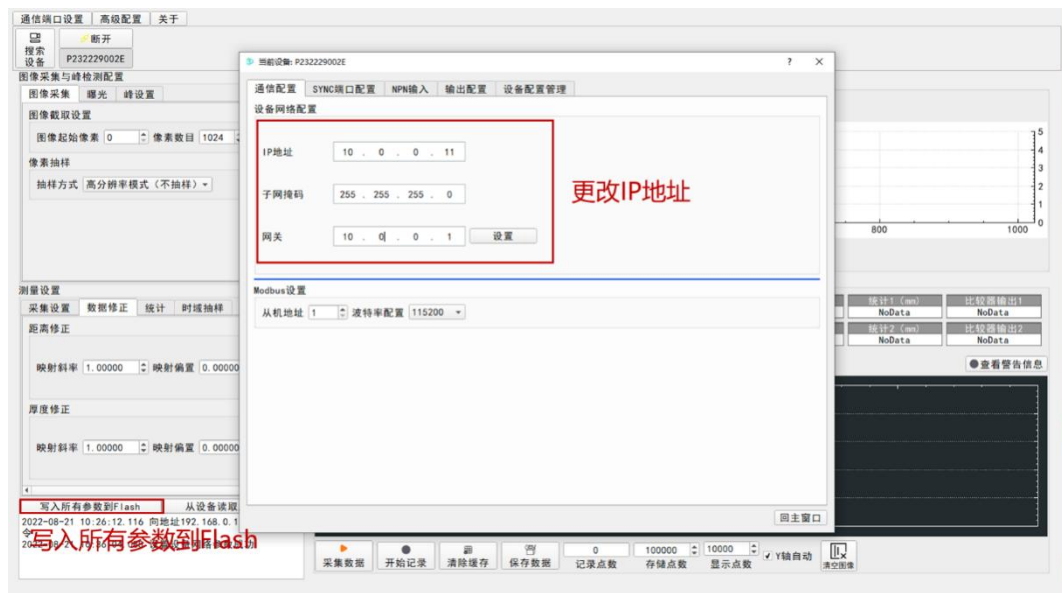 通信端口设置 高级配置 关于
搜索设备
断开
P232229002E
图像采集与峰检测配置
图像采集 曝光 峰设置
图像截取设置
图像起始像素 0 像素数目 1024
像素抽样
抽样方式 高分辨率模式（不抽样）
测量设置
采集设置 数据修正 统计 时域抽样
距离修正
映射斜率 1.00000 映射偏置 0.00000
厚度修正
映射斜率 1.00000 映射偏置 0.00000
写入所有参数到Flash 从设备读取
2022-08-21 10:26:12.116 向地址192.168.0.1
写入所有参数到Flash
当前设备: P232229002E ? ×
通信配置 SYNC端口配置 NPN输入 输出配置 设备配置管理
设备网络配置
IP地址 10 . 0 . 0 . 11
子网掩码 255 . 255 . 255 . 0
网关 10 . 0 . 0 . 1 设置
更改IP地址
Modbus设置
从机地址 1 波特率配置 115200
回主窗口
5
4
3
2
1
0
800 1000
统计1 (mm) 比较器输出1
NoData NoData
统计2 (mm) 比较器输出2
NoData NoData
查看警告信息
采集数据 开始记录 清除缓存 保存数据
0 记录点数
100000 存储点数
10000 显示点数
Y轴自动
清空图像